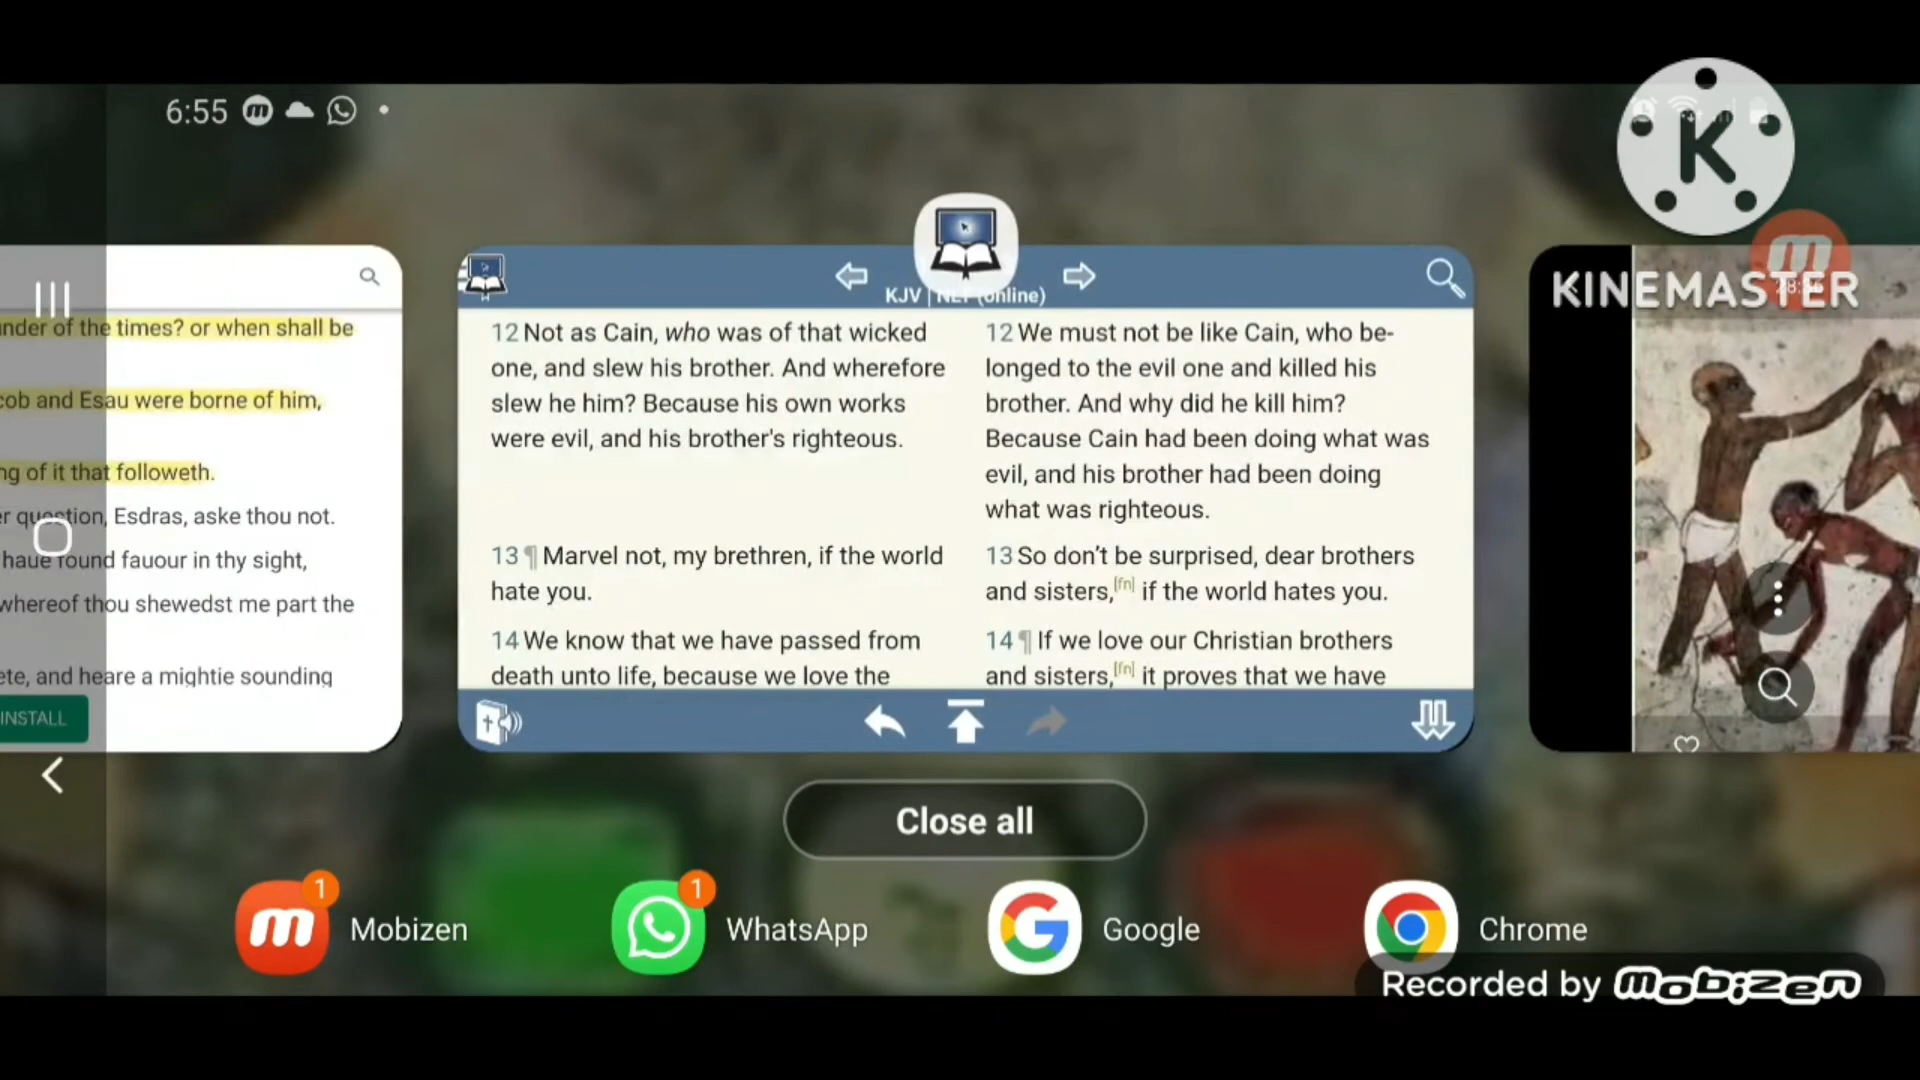 6:55
K
KINEMASTER
28:
nder of the times? or when shall be
cob and Esau were borne of him,
ng of it that followeth.
er question, Esdras, aske thou not.
haue found fauour in thy sight,
whereof thou shewedst me part the
ete, and heare a mightie sounding
INSTALL
KJV | NLT (online)
12 Not as Cain, who was of that wicked
one, and slew his brother. And wherefore
slew he him? Because his own works
were evil, and his brother's righteous.
13 ¶ Marvel not, my brethren, if the world
hate you.
14 We know that we have passed from
death unto life, because we love the
12 We must not be like Cain, who be-
longed to the evil one and killed his
brother. And why did he kill him?
Because Cain had been doing what was
evil, and his brother had been doing
what was righteous.
13 So don’t be surprised, dear brothers
and sisters,[fn] if the world hates you.
14 ¶ If we love our Christian brothers
and sisters,[fn] it proves that we have
Close all
1
Mobizen
1
WhatsApp
Google
Chrome
Recorded by mobizen